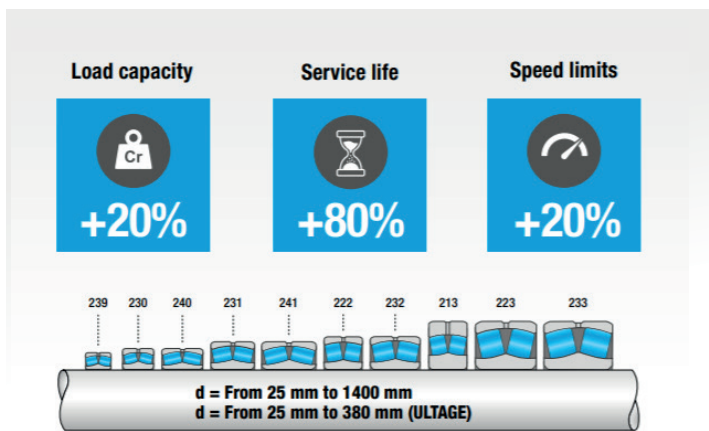 Load capacity
Service life
Speed limits
Cr
+20%
+80%
+20%
239 230 240 231 241 222 232 213 223 233
d = From 25 mm to 1400 mm
d = From 25 mm to 380 mm (ULTAGE)